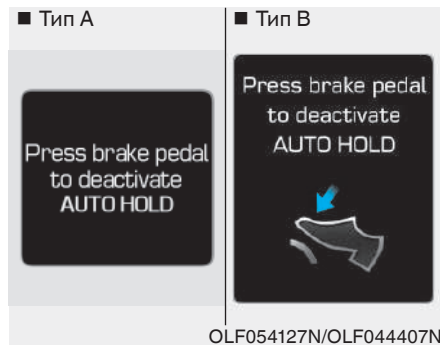 ■ Тип A
Press brake pedal
to deactivate
AUTO HOLD
■ Тип B
Press brake pedal
to deactivate
AUTO HOLD
OLF054127N/OLF044407N